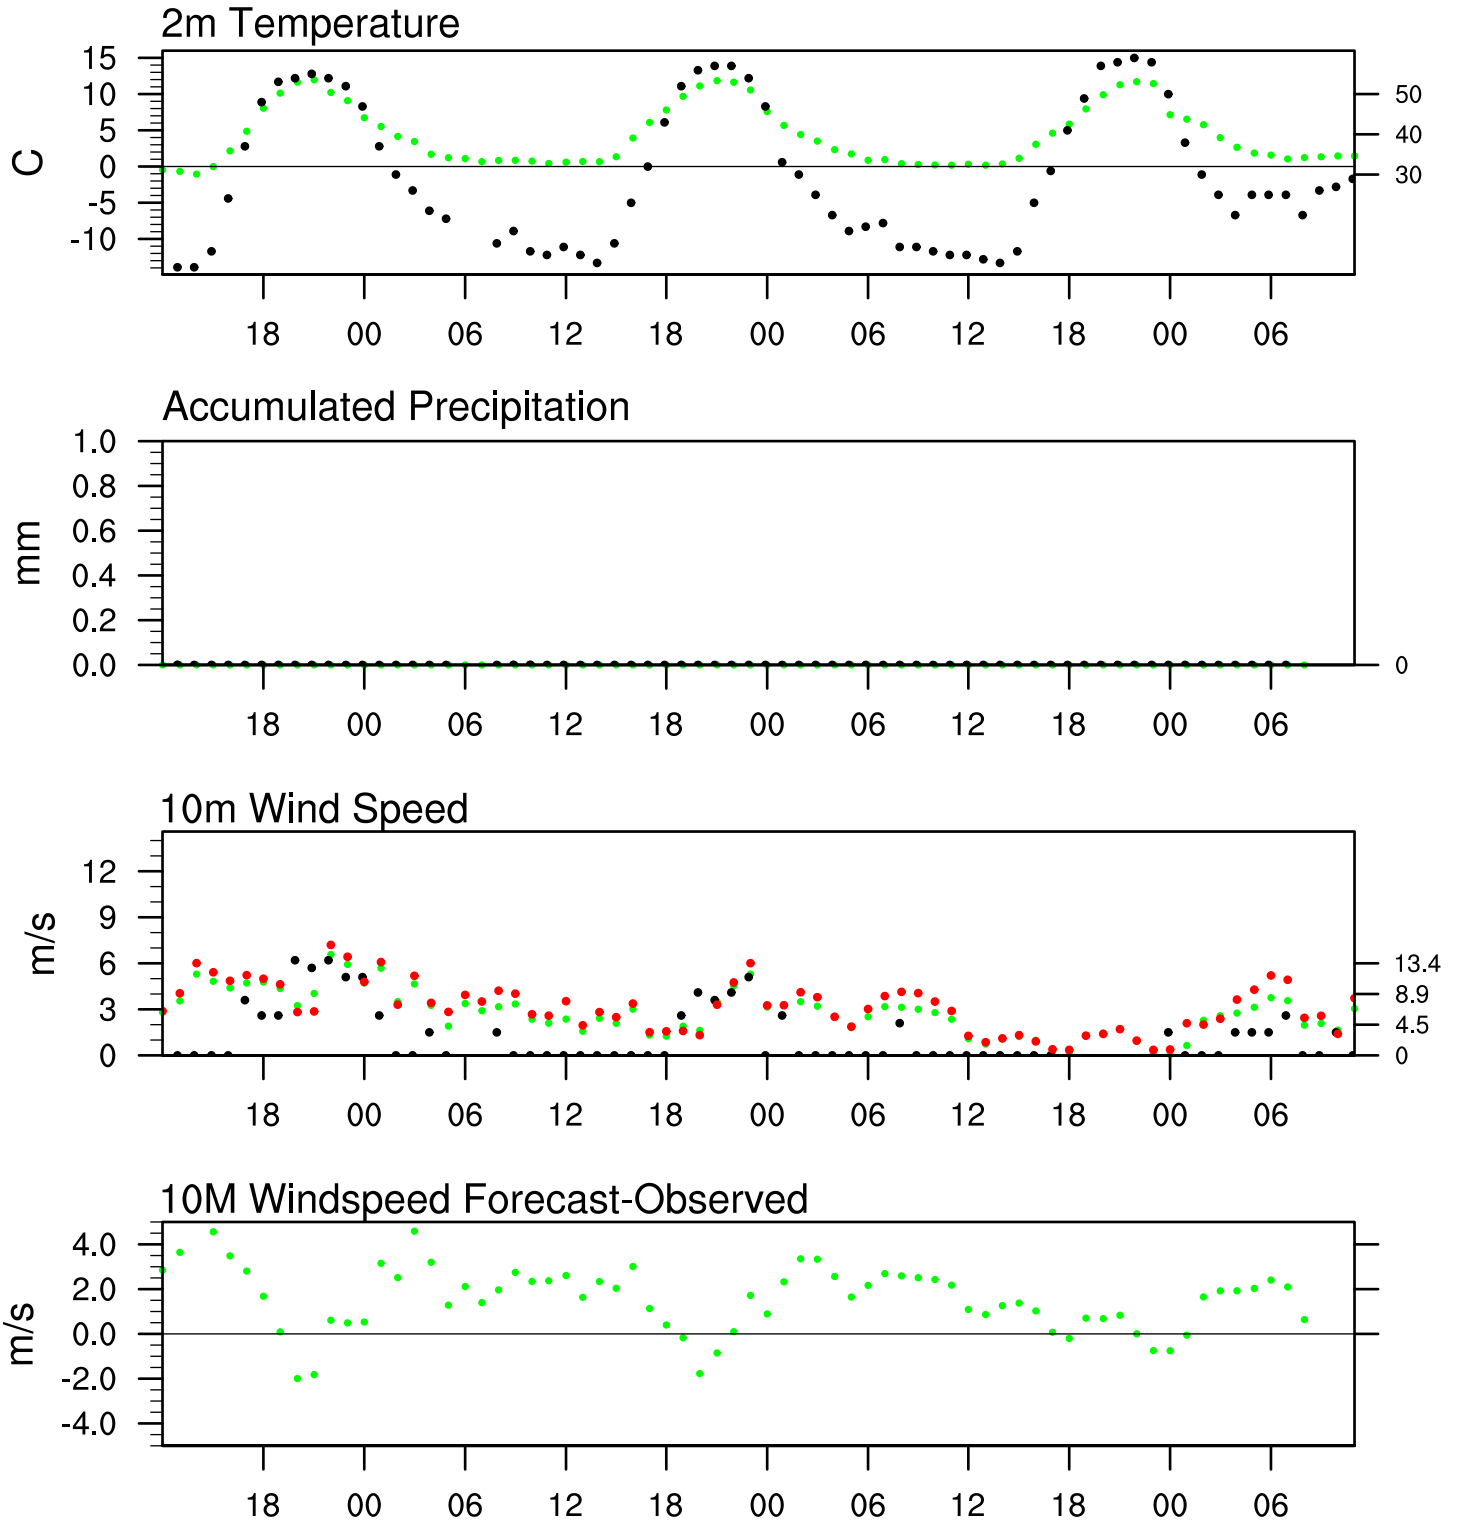 2m Temperature
15
10
5
0
-5
-10
C
50
40
30
18 00 06 12 18 00 06 12 18 00 06
Accumulated Precipitation
1.0
0.8
0.6
0.4
0.2
0.0
mm
0
18 00 06 12 18 00 06 12 18 00 06
10m Wind Speed
12
9
6
3
0
m/s
13.4
8.9
4.5
0
18 00 06 12 18 00 06 12 18 00 06
10M Windspeed Forecast-Observed
4.0
2.0
0.0
-2.0
-4.0
m/s
18 00 06 12 18 00 06 12 18 00 06